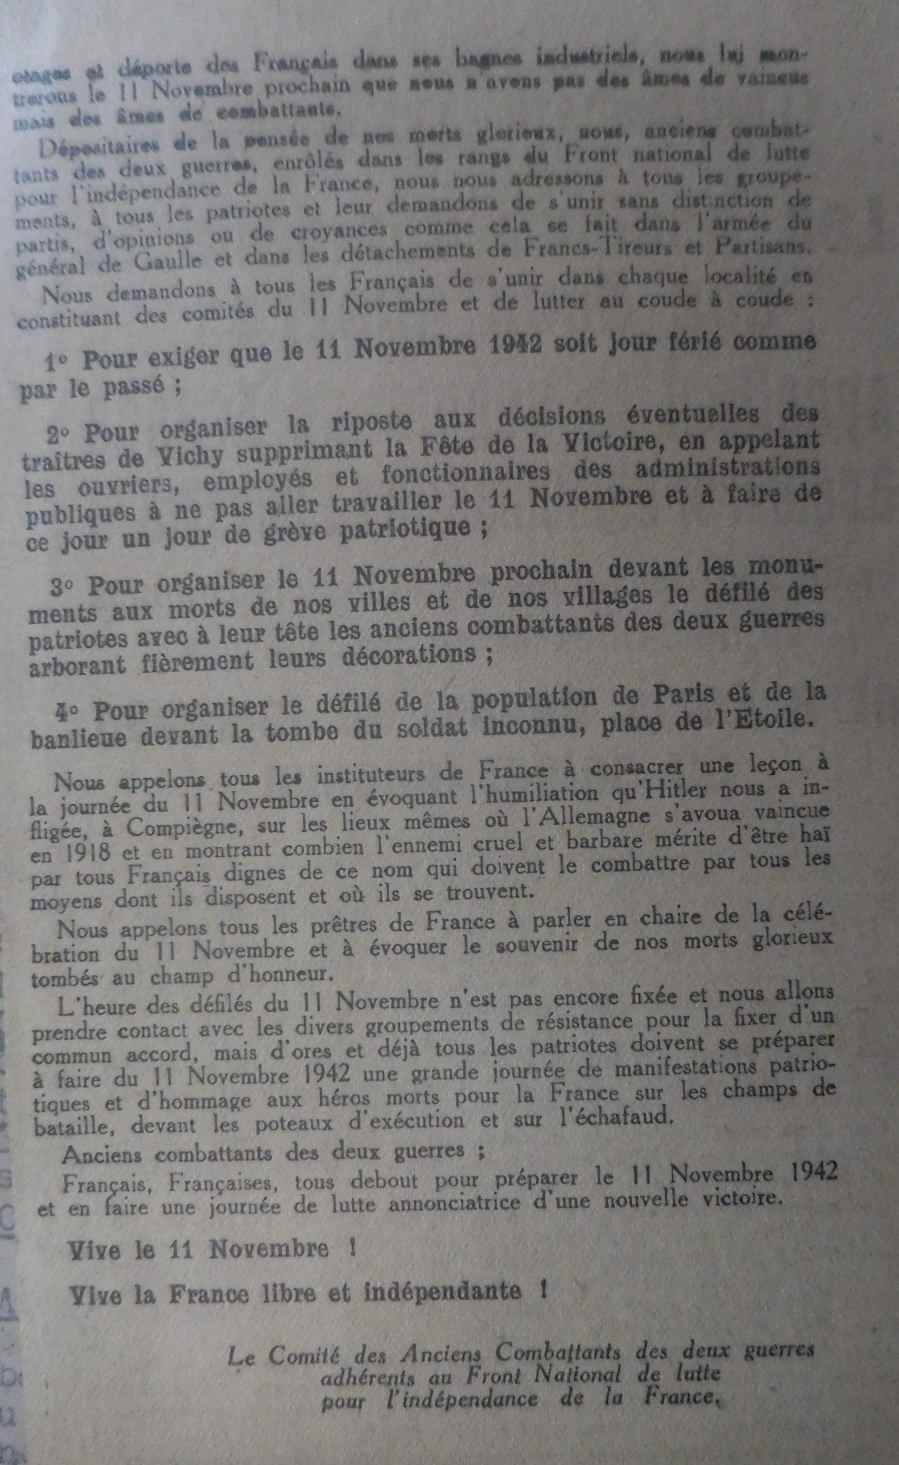 otages et déporte des Français dans ses bagnes industriels, nous lui mon-
trerons le 11 Novembre prochain que nous n'avons pas des âmes de vaincus
mais des âmes de combattants.
Dépositaires de la pensée de nos morts glorieux, nous, anciens combat-
tants des deux guerres, enrôlés dans les rangs du Front national de lutte
pour l'indépendance de la France, nous nous adressons à tous les groupe-
ments, à tous les patriotes et leur demandons de s'unir sans distinction de
partis, d'opinions ou de croyances comme cela se fait dans l'armée du
général de Gaulle et dans les détachements de Francs-Tireurs et Partisans.
Nous demandons à tous les Français de s'unir dans chaque localité en
constituant des comités du 11 Novembre et de lutter au coude à coude :
1° Pour exiger que le 11 Novembre 1942 soit jour férié comme
par le passé ;
2° Pour organiser la riposte aux décisions éventuelles des
traîtres de Vichy supprimant la Fête de la Victoire, en appelant
les ouvriers, employés et fonctionnaires des administrations
publiques à ne pas aller travailler le 11 Novembre et à faire de
ce jour un jour de grève patriotique ;
3° Pour organiser le 11 Novembre prochain devant les monu-
ments aux morts de nos villes et de nos villages le défilé des
patriotes avec à leur tête les anciens combattants des deux guerres
arborant fièrement leurs décorations ;
4° Pour organiser le défilé de la population de Paris et de la
banlieue devant la tombe du soldat inconnu, place de l'Etoile.
Nous appelons tous les instituteurs de France à consacrer une leçon à
la journée du 11 Novembre en évoquant l'humiliation qu'Hitler nous a in-
fligée, à Compiègne, sur les lieux mêmes où l'Allemagne s'avoua vaincue
en 1918 et en montrant combien l'ennemi cruel et barbare mérite d'être haï
par tous Français dignes de ce nom qui doivent le combattre par tous les
moyens dont ils disposent et où ils se trouvent.
Nous appelons tous les prêtres de France à parler en chaire de la célé-
bration du 11 Novembre et à évoquer le souvenir de nos morts glorieux
tombés au champ d'honneur.
L'heure des défilés du 11 Novembre n'est pas encore fixée et nous allons
prendre contact avec les divers groupements de résistance pour la fixer d'un
commun accord, mais d'ores et déjà tous les patriotes doivent se préparer
à faire du 11 Novembre 1942 une grande journée de manifestations patrio-
tiques et d'hommage aux héros morts pour la France sur les champs de
bataille, devant les poteaux d'exécution et sur l'échafaud.
Anciens combattants des deux guerres ;
Français, Françaises, tous debout pour préparer le 11 Novembre 1942
et en faire une journée de lutte annonciatrice d'une nouvelle victoire.
Vive le 11 Novembre !
Vive la France libre et indépendante !
Le Comité des Anciens Combattants des deux guerres
adhérents au Front National de lutte
pour l'indépendance de la France.